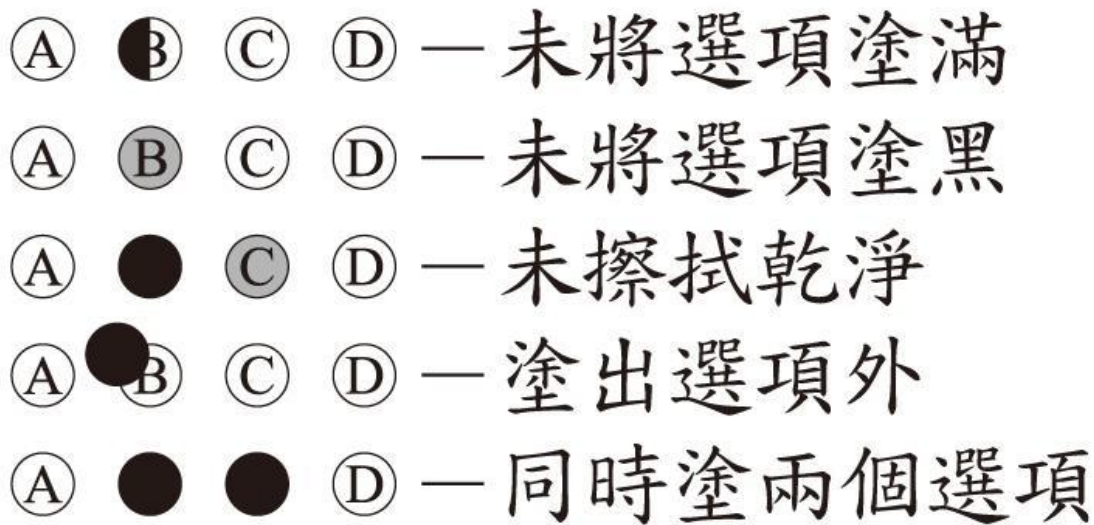 Ⓐ Ⓑ Ⓒ Ⓓ — 未將選項塗滿
Ⓐ Ⓑ Ⓒ Ⓓ — 未將選項塗黑
Ⓐ ● Ⓒ Ⓓ — 未擦拭乾淨
Ⓐ Ⓑ Ⓒ Ⓓ — 塗出選項外
Ⓐ ● ● Ⓓ — 同時塗兩個選項